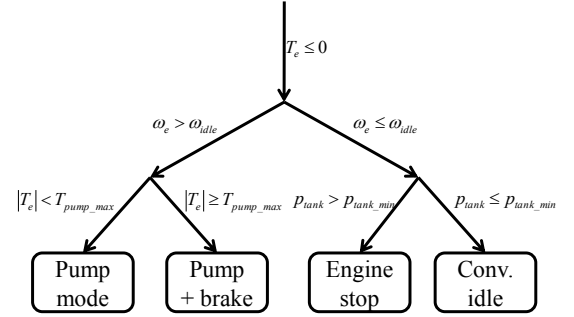 T_e ≤ 0
ω_e > ω_idle
ω_e ≤ ω_idle
|T_e| < T_pump_max
|T_e| ≥ T_pump_max
p_tank > p_tank_min
p_tank ≤ p_tank_min
Pump
mode
Pump
+ brake
Engine
stop
Conv.
idle